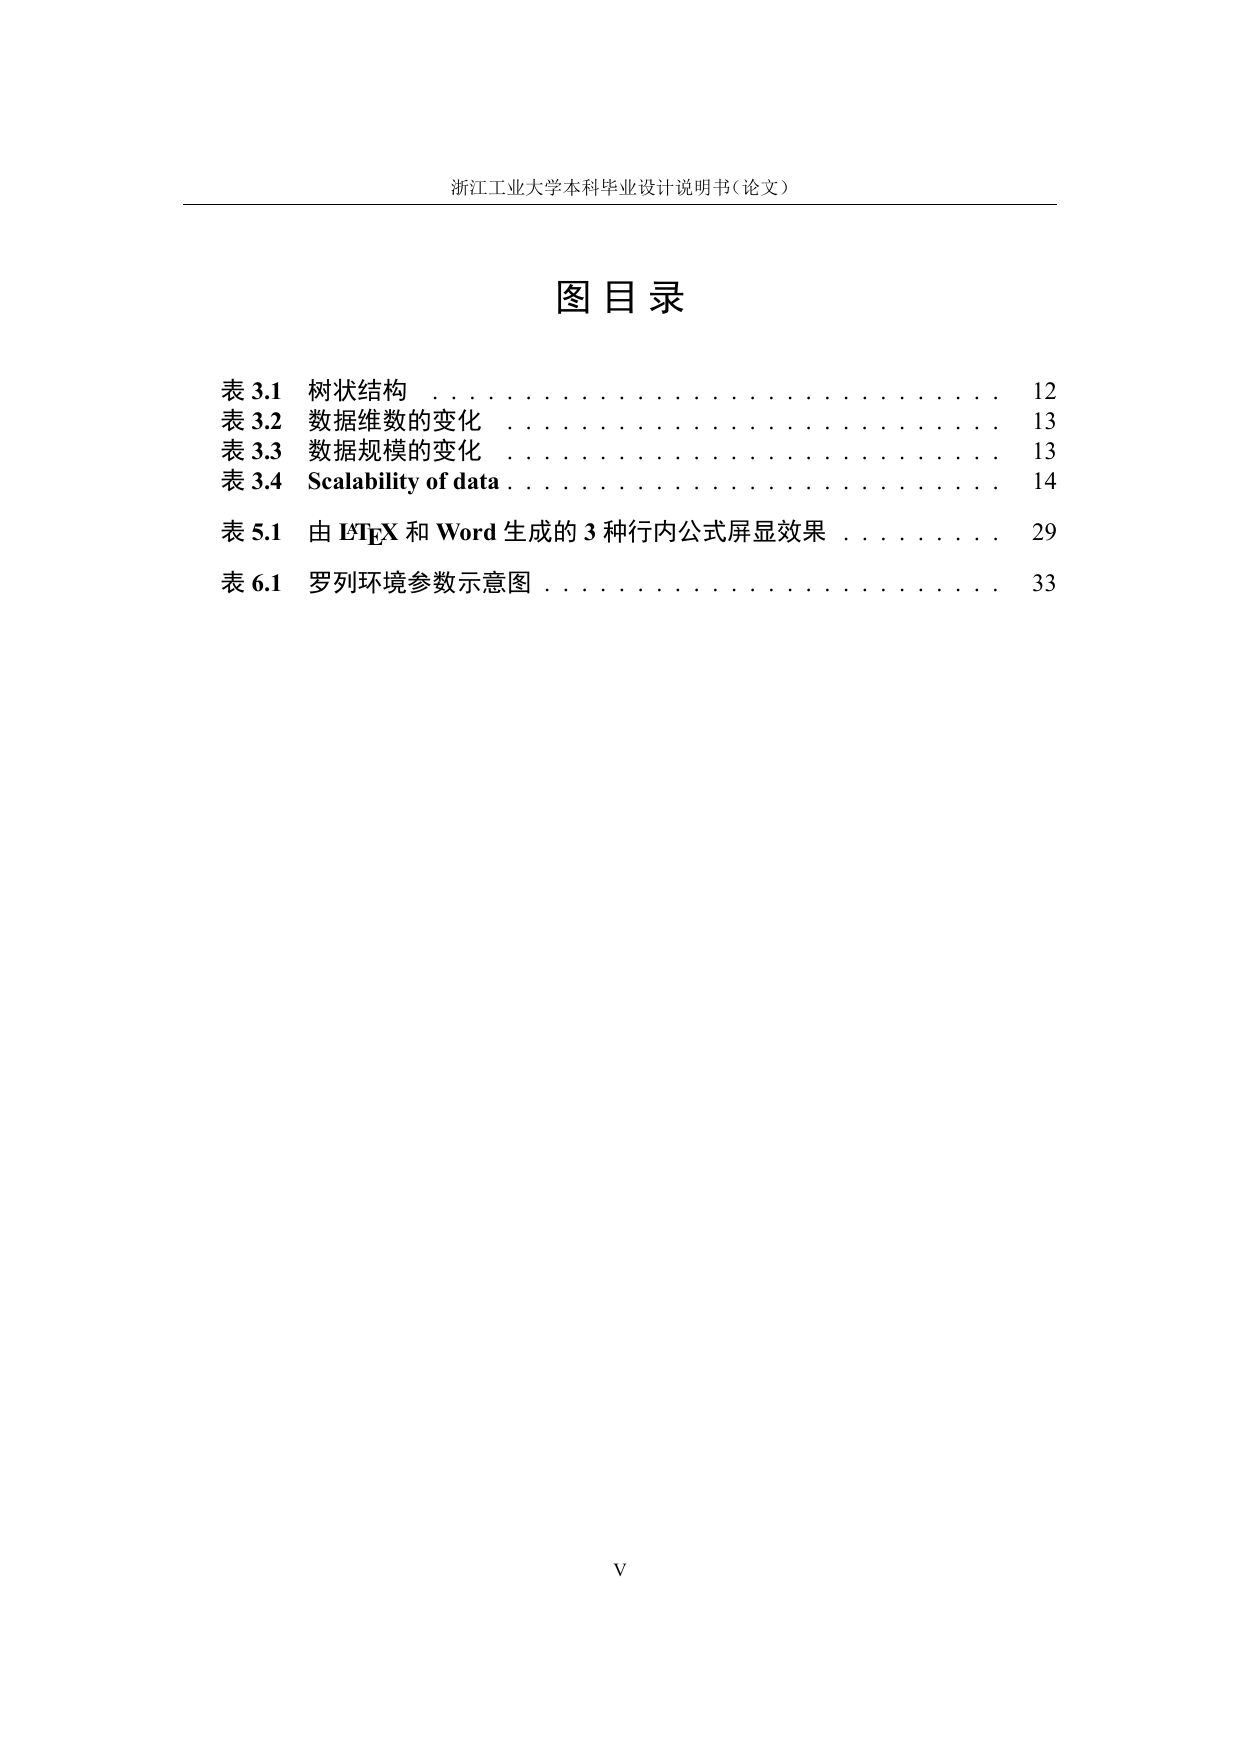 浙江工业大学本科毕业设计说明书（论文）
图 目 录
表 3.1 树状结构 . . . . . . . . . . . . . . . . . . . . . . . . . . . . . . . 12
表 3.2 数据维数的变化 . . . . . . . . . . . . . . . . . . . . . . . . . . . 13
表 3.3 数据规模的变化 . . . . . . . . . . . . . . . . . . . . . . . . . . . 13
表 3.4 Scalability of data . . . . . . . . . . . . . . . . . . . . . . . . . . . 14
表 5.1 由 LATEX 和 Word 生成的 3 种行内公式屏显效果 . . . . . . . . . 29
表 6.1 罗列环境参数示意图 . . . . . . . . . . . . . . . . . . . . . . . . . 33
V